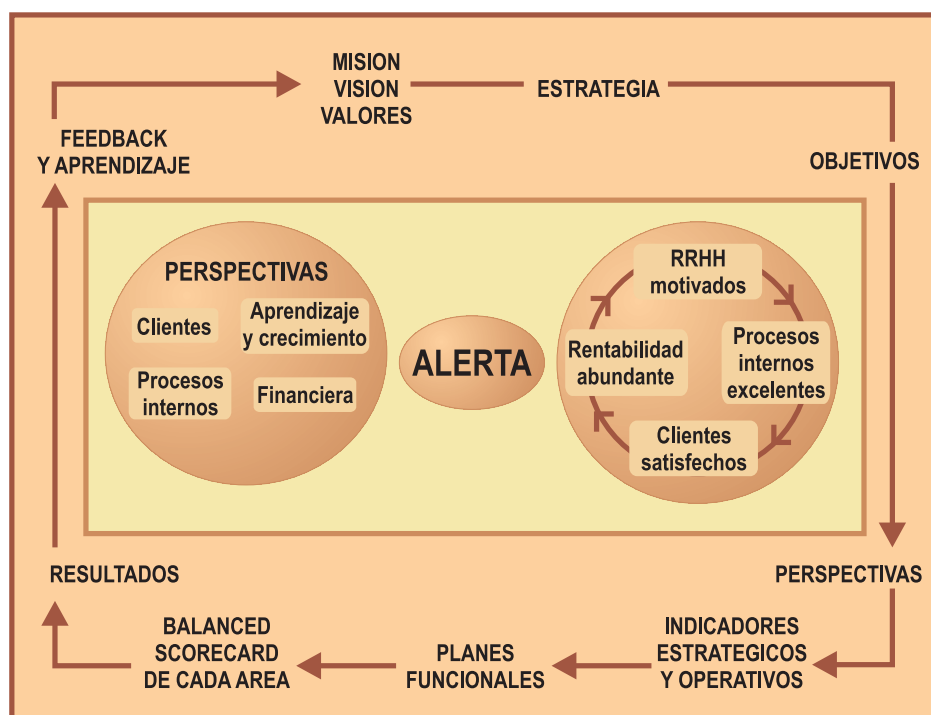 MISION
VISION
VALORES
ESTRATEGIA
OBJETIVOS
FEEDBACK
Y APRENDIZAJE
PERSPECTIVAS
Clientes
Aprendizaje
y crecimiento
Procesos
internos
Financiera
ALERTA
RRHH
motivados
Rentabilidad
abundante
Procesos
internos
excelentes
Clientes
satisfechos
RESULTADOS
PERSPECTIVAS
BALANCED
SCORECARD
DE CADA AREA
PLANES
FUNCIONALES
INDICADORES
ESTRATEGICOS
Y OPERATIVOS